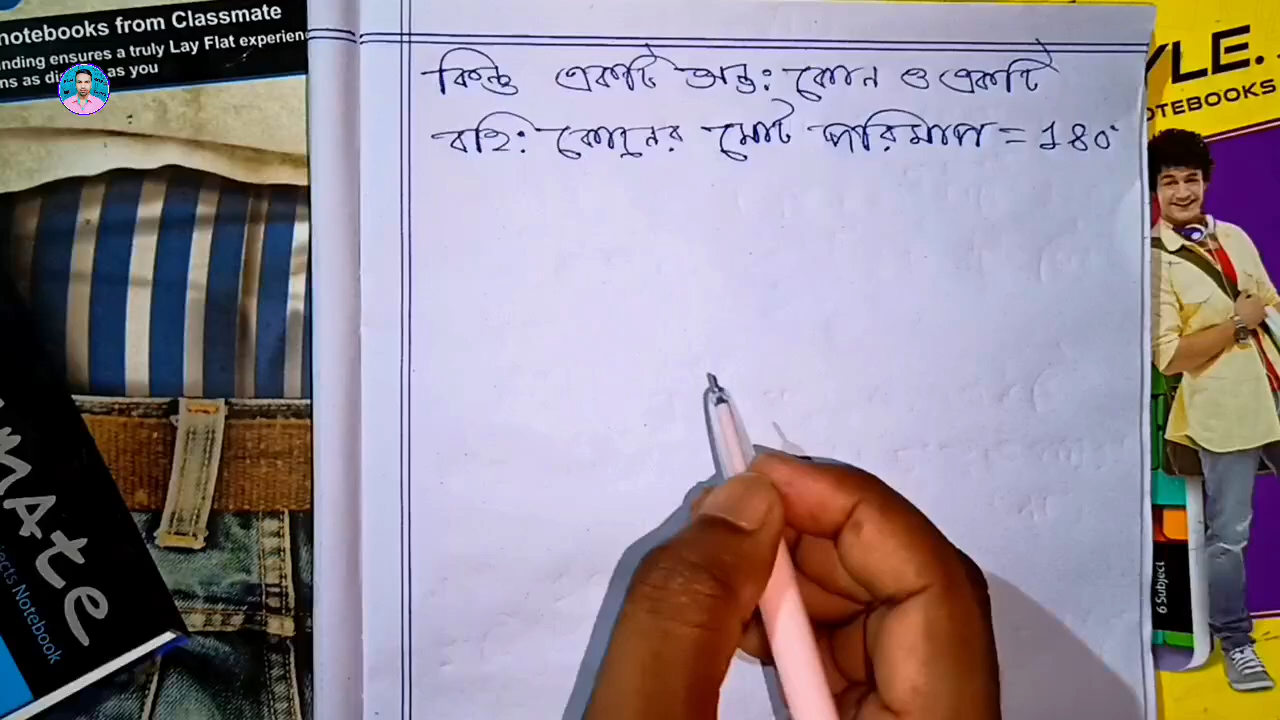 notebooks from Classmate
nding ensures a truly Lay Flat experien
ns as di as you
কিন্তু একটি অন্ত: কোন ও একটি
বহি: কোনের মোট পরিমাপ = 180°
YLE.
OTEBOOKS
mAte
jects Notebook
6 Subject